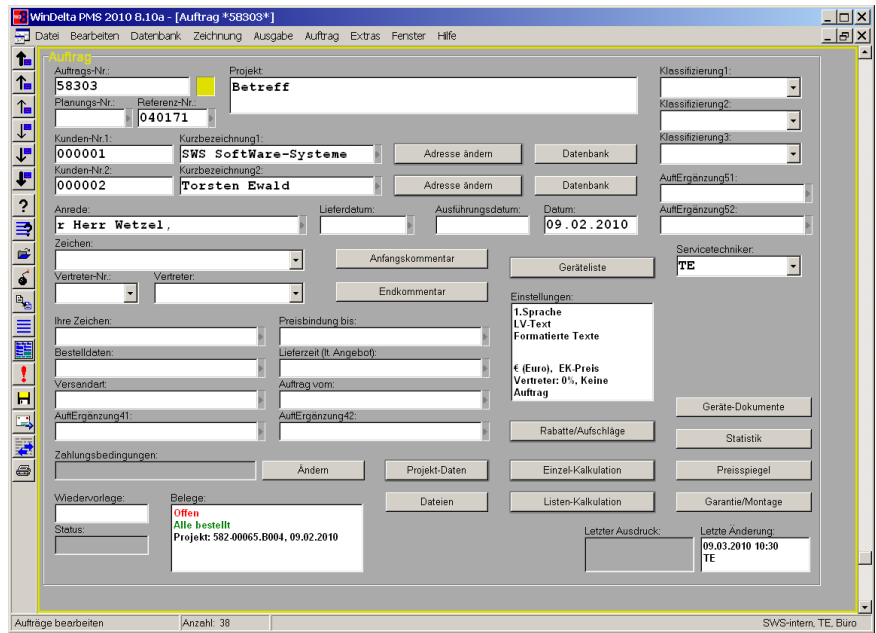 WinDelta PMS 2010 8.10a - [Auftrag *58303*]
Datei Bearbeiten Datenbank Zeichnung Ausgabe Auftrag Extras Fenster Hilfe
Auftrag
Auftrags-Nr.: Projekt: Klassifizierung1:
58303 Betreff
Planungs-Nr.: Referenz-Nr.: Klassifizierung2:
040171
Kunden-Nr.1: Kurzbezeichnung1: Klassifizierung3:
000001 SWS SoftWare-Systeme Adresse ändern Datenbank
Kunden-Nr.2: Kurzbezeichnung2: AuftErgänzung51:
000002 Torsten Ewald Adresse ändern Datenbank
Anrede: Lieferdatum: Ausführungsdatum: Datum: AuftErgänzung52:
r Herr Wetzel, 09.02.2010
Zeichen: Servicetechniker:
Anfangskommentar Geräteliste TE
Vertreter-Nr.: Vertreter:
Endkommentar Einstellungen:
1.Sprache
LV-Text
Formatierte Texte
€ (Euro), EK-Preis
Vertreter: 0%, Keine
Auftrag
Ihre Zeichen: Preisbindung bis:
Bestelldaten: Lieferzeit (lt. Angebot):
Versandart: Auftrag vom:
Geräte-Dokumente
AuftErgänzung41: AuftErgänzung42:
Rabatte/Aufschläge Statistik
Zahlungsbedingungen:
Ändern Projekt-Daten Einzel-Kalkulation Preisspiegel
Wiedervorlage: Belege: Dateien Listen-Kalkulation Garantie/Montage
Offen
Alle bestellt
Projekt: 582-00065.B004, 09.02.2010
Status: Letzter Ausdruck: Letzte Änderung:
09.03.2010 10:30
TE
Aufträge bearbeiten Anzahl: 38 SWS-intern, TE, Büro